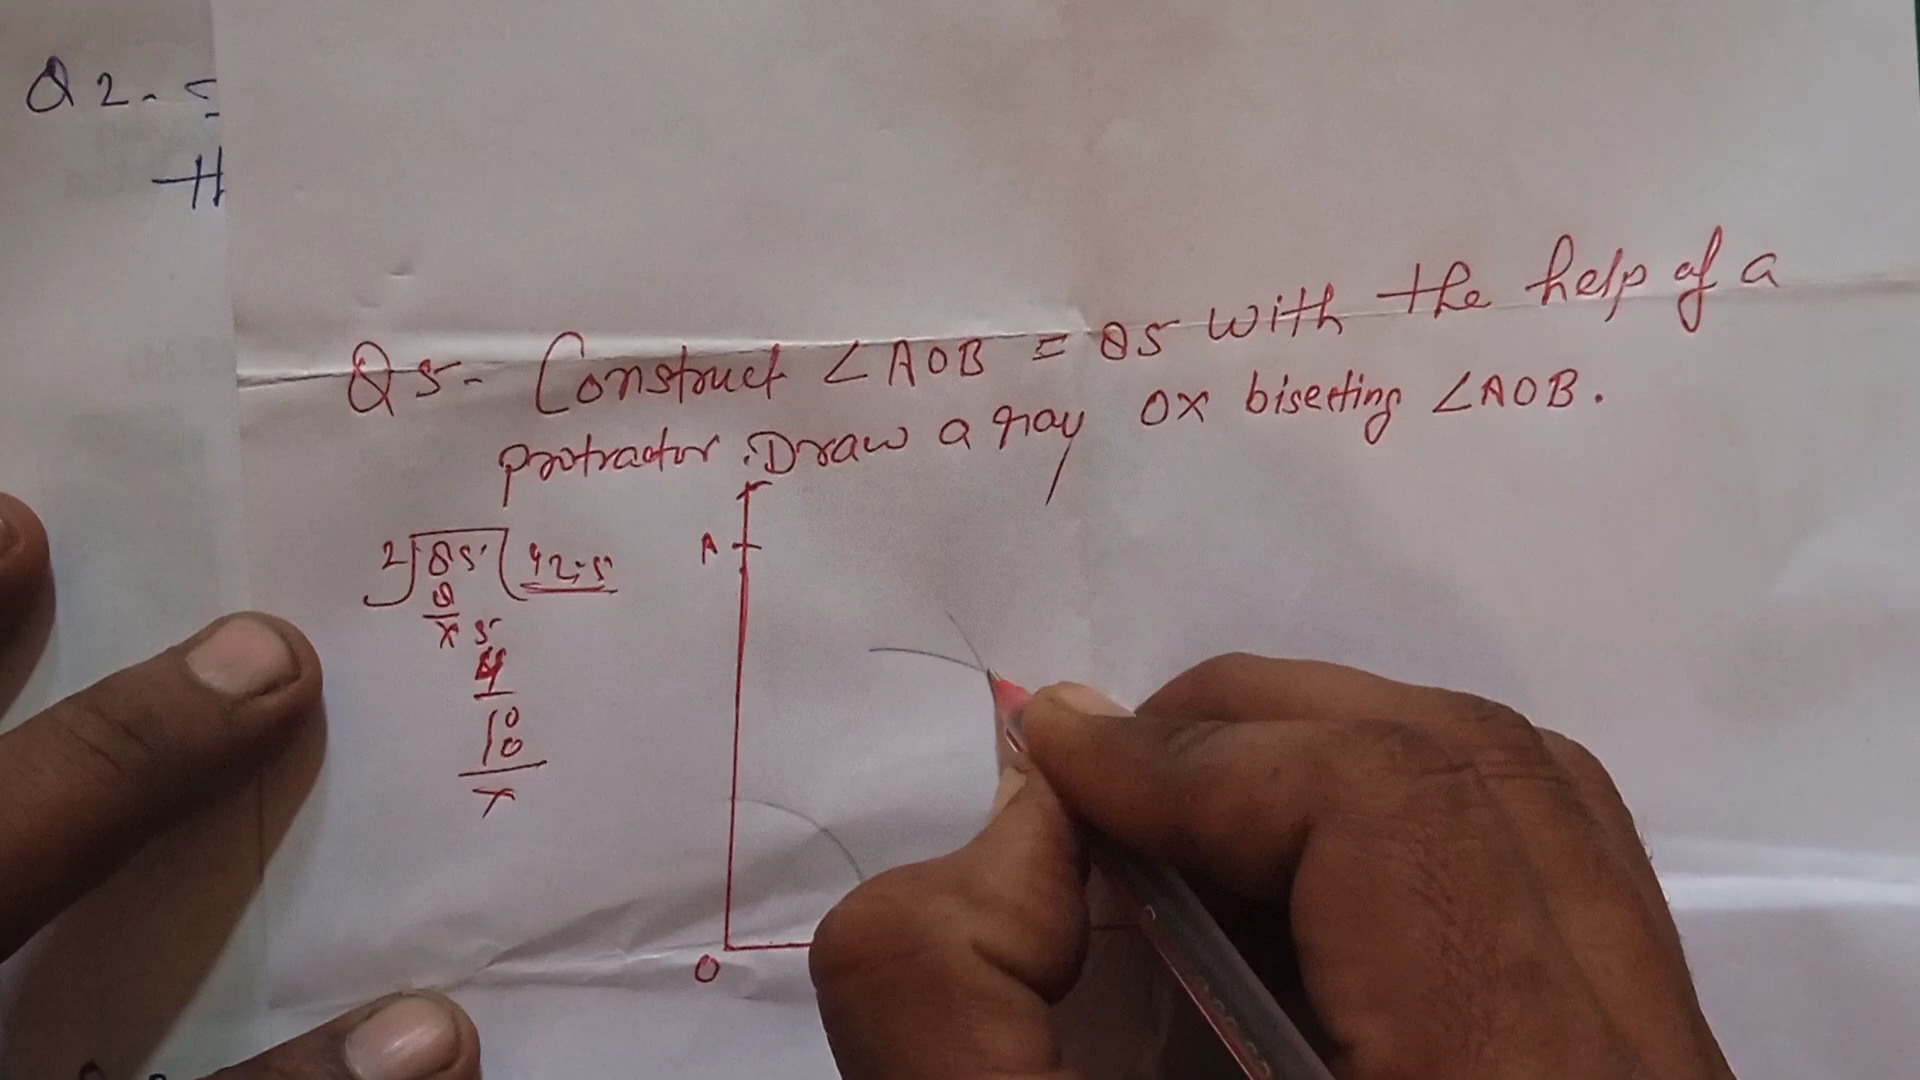 Q2.
Q5- Construct ∠AOB = 85 with the help of a
protractor. Draw a ray OX bisecting ∠AOB.
2 85 42.5
8
x 5
4
10
10
x
A
O